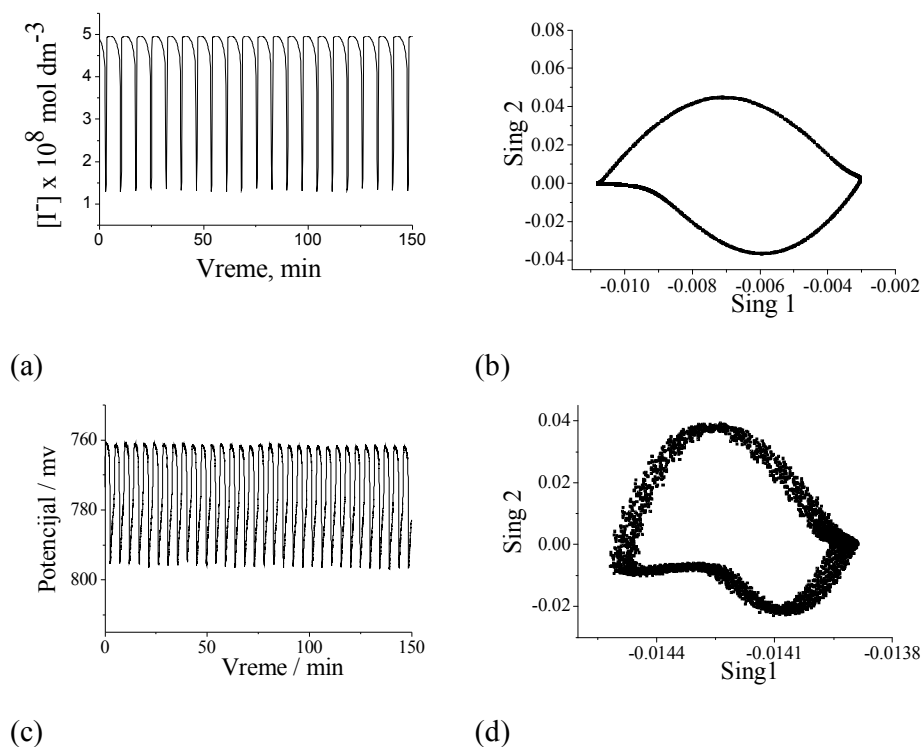 [I-] x 10^8 mol dm^-3
5
4
3
2
1
0 50 100 150
Vreme, min
(a)
Sing 2
0.08
0.06
0.04
0.02
0.00
-0.02
-0.04
-0.010 -0.008 -0.006 -0.004 -0.002
Sing 1
(b)
Potencijal / mv
760
780
800
0 50 100 150
Vreme / min
(c)
Sing 2
0.04
0.02
0.00
-0.02
-0.0144 -0.0141 -0.0138
Sing1
(d)